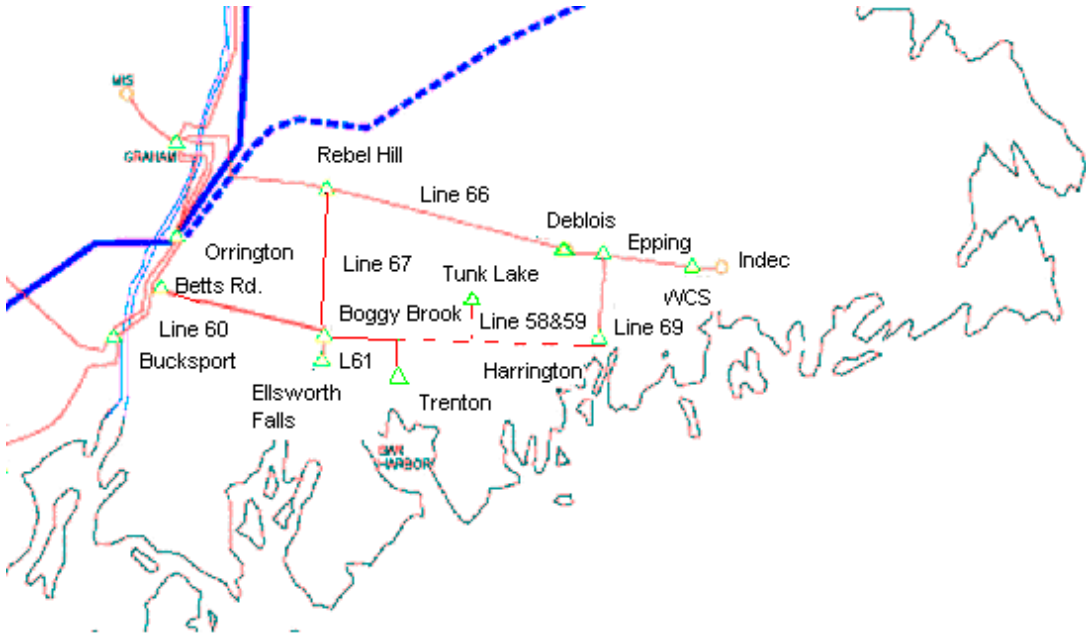 MIS
GRAHAM
Rebel Hill
Line 66
Deblois
Epping
Indec
Orrington
Line 67
Tunk Lake
Betts Rd.
WCS
Boggy Brook
Line 58&59
Line 60
Line 69
Bucksport
L61
Harrington
Ellsworth
Falls
Trenton
BAR
HARBOR